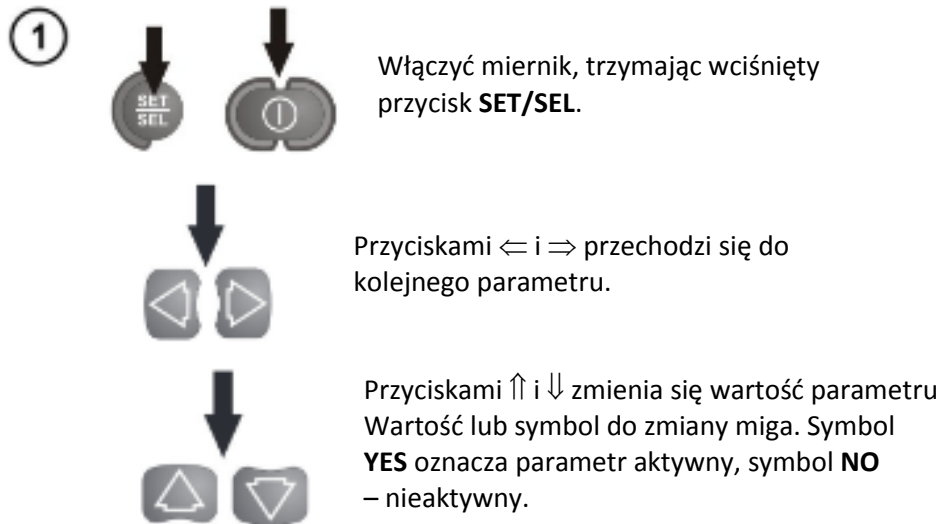 1
SET
SEL
Włączyć miernik, trzymając wciśnięty
przycisk SET/SEL.
Przyciskami ⇐ i ⇒ przechodzi się do
kolejnego parametru.
Przyciskami ⇑ i ⇓ zmienia się wartość parametru
Wartość lub symbol do zmiany miga. Symbol
YES oznacza parametr aktywny, symbol NO
– nieaktywny.